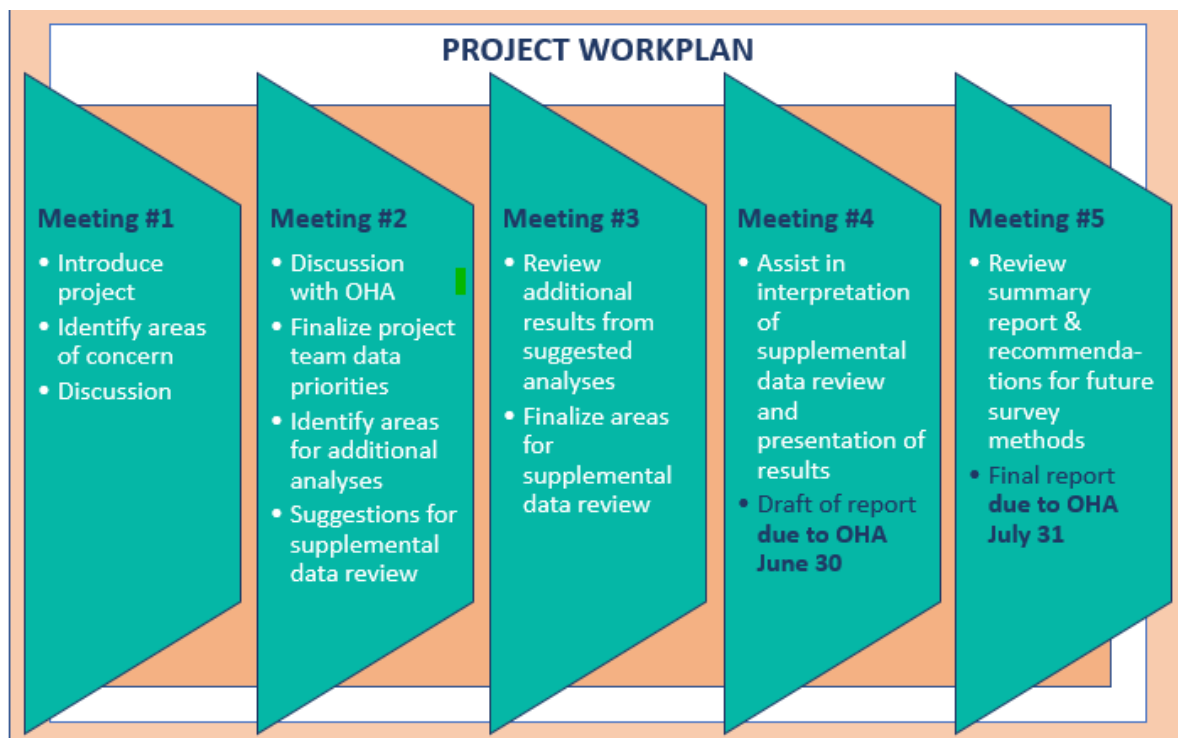 PROJECT WORKPLAN
Meeting #1
• Introduce
project
• Identify areas
of concern
• Discussion
Meeting #2
• Discussion
with OHA
• Finalize project
team data
priorities
• Identify areas
for additional
analyses
• Suggestions for
supplemental
data review
Meeting #3
• Review
additional
results from
suggested
analyses
• Finalize areas
for
supplemental
data review
Meeting #4
• Assist in
interpretation
of
supplemental
data review
and
presentation of
results
• Draft of report
due to OHA
June 30
Meeting #5
• Review
summary
report &
recommenda-
tions for future
survey
methods
• Final report
due to OHA
July 31